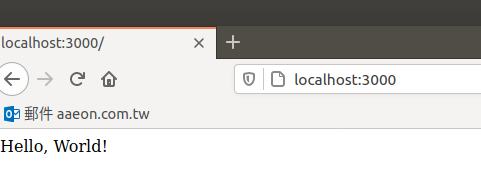 localhost:3000/
localhost:3000
郵件 aaeon.com.tw
Hello, World!